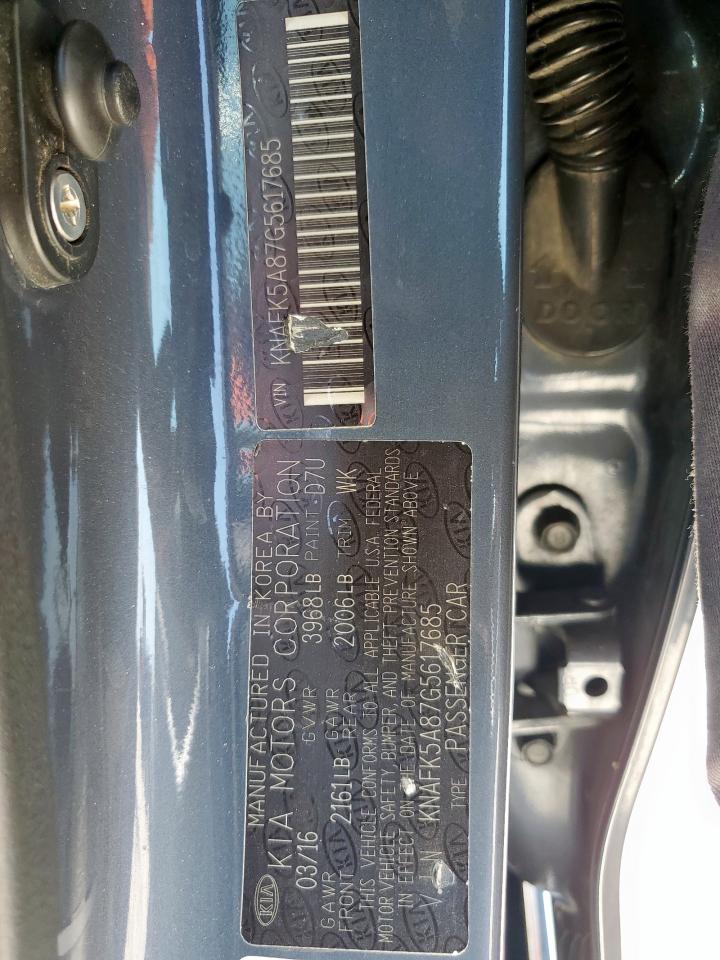 VIN KNAFK5A87G5617685
KIA MANUFACTURED IN KOREA BY
KIA MOTORS CORPORATION
03/16 GVWR 3968LB PAINT D7U
GAWR FRONT 2161LB GAWR REAR 2006LB TRIM WK
THIS VEHICLE CONFORMS TO ALL APPLICABLE U.S.A. FEDERAL
MOTOR VEHICLE SAFETY, BUMPER, AND THEFT PREVENTION STANDARDS
IN EFFECT ON THE DATE OF MANUFACTURE SHOWN ABOVE
V.I.N KNAFK5A87G5617685
TYPE PASSENGER CAR
DOOR